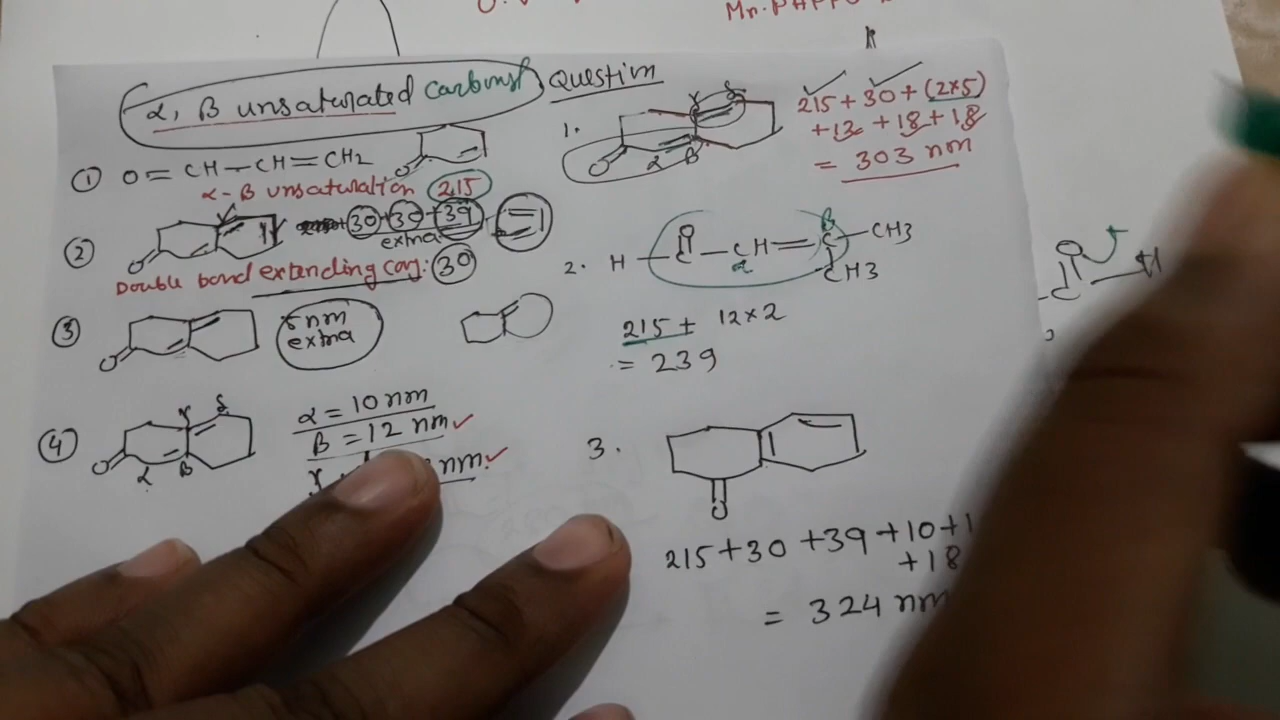 α, β unsaturated carbonyl Question
① O = CH — CH = CH2
O
α - β unsaturation 215
② O 30 + 30 + 39
extra
Double bond extending conj: 30
③ O 5 nm
extra
④ O α β γ δ
α = 10 nm
β = 12 nm ✓
γ nm ✓
1. O α β γ δ
215 + 30 + (2×5)
+ 12 + 18 + 18
= 303 nm
2. H — C — CH = C — CH3
O α β
CH3
215 + 12×2
= 239
3.
O
215 + 30 + 39 + 10 + 1
+ 18
= 324 nm